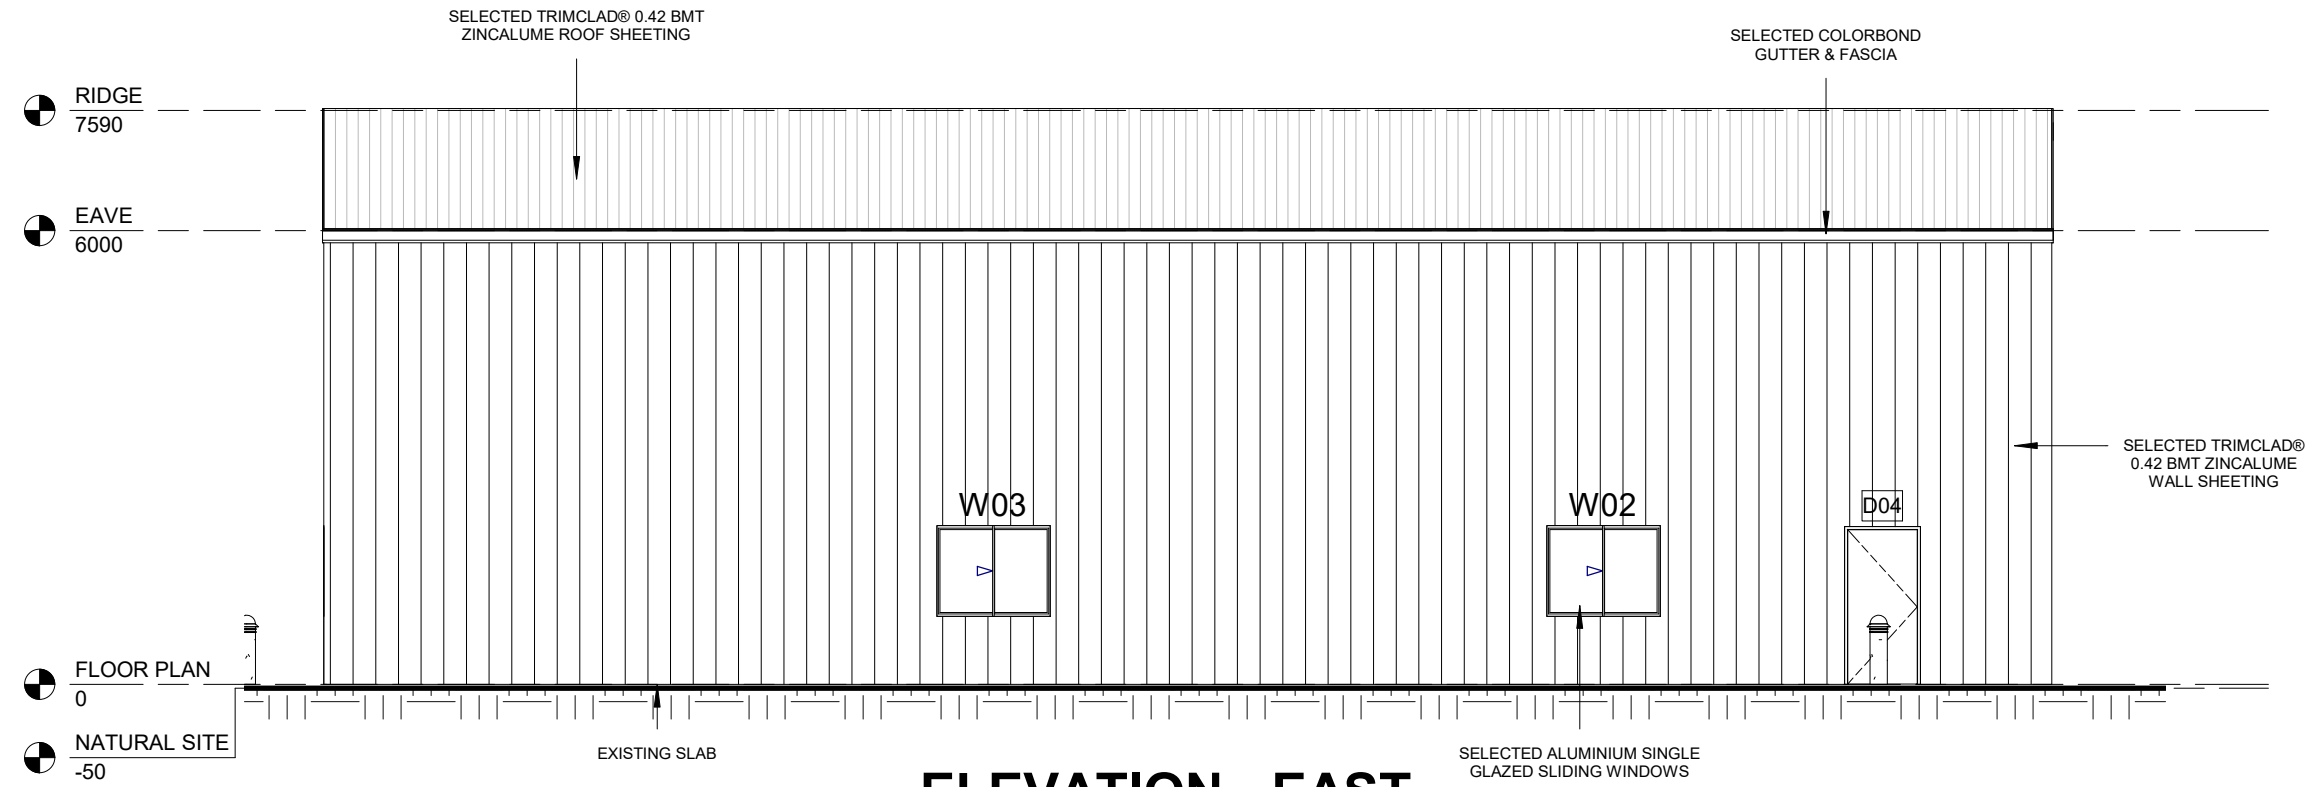 SELECTED TRIMCLAD® 0.42 BMT
ZINCALUME ROOF SHEETING
SELECTED COLORBOND
GUTTER & FASCIA
RIDGE
7590
EAVE
6000
SELECTED TRIMCLAD®
0.42 BMT ZINCALUME
WALL SHEETING
W03
W02
D04
FLOOR PLAN
0
NATURAL SITE
-50
EXISTING SLAB
SELECTED ALUMINIUM SINGLE
GLAZED SLIDING WINDOWS
ELEVATION - EAST